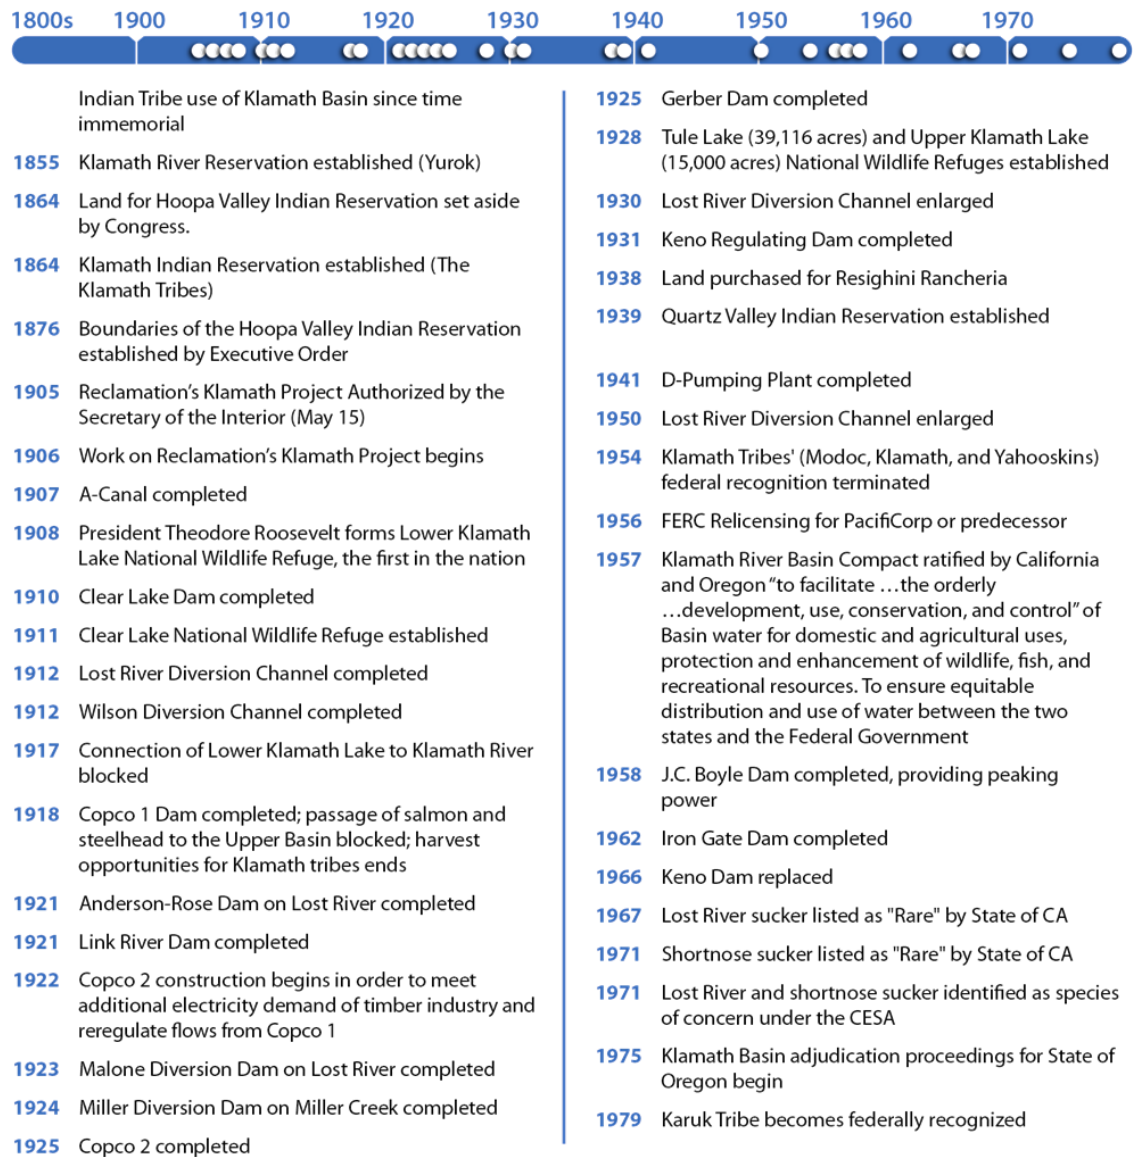 1800s 1900 1910 1920 1930 1940 1950 1960 1970
Indian Tribe use of Klamath Basin since time
immemorial
1855 Klamath River Reservation established (Yurok)
1864 Land for Hoopa Valley Indian Reservation set aside
by Congress.
1864 Klamath Indian Reservation established (The
Klamath Tribes)
1876 Boundaries of the Hoopa Valley Indian Reservation
established by Executive Order
1905 Reclamation’s Klamath Project Authorized by the
Secretary of the Interior (May 15)
1906 Work on Reclamation’s Klamath Project begins
1907 A-Canal completed
1908 President Theodore Roosevelt forms Lower Klamath
Lake National Wildlife Refuge, the first in the nation
1910 Clear Lake Dam completed
1911 Clear Lake National Wildlife Refuge established
1912 Lost River Diversion Channel completed
1912 Wilson Diversion Channel completed
1917 Connection of Lower Klamath Lake to Klamath River
blocked
1918 Copco 1 Dam completed; passage of salmon and
steelhead to the Upper Basin blocked; harvest
opportunities for Klamath tribes ends
1921 Anderson-Rose Dam on Lost River completed
1921 Link River Dam completed
1922 Copco 2 construction begins in order to meet
additional electricity demand of timber industry and
reregulate flows from Copco 1
1923 Malone Diversion Dam on Lost River completed
1924 Miller Diversion Dam on Miller Creek completed
1925 Copco 2 completed
1925 Gerber Dam completed
1928 Tule Lake (39,116 acres) and Upper Klamath Lake
(15,000 acres) National Wildlife Refuges established
1930 Lost River Diversion Channel enlarged
1931 Keno Regulating Dam completed
1938 Land purchased for Resighini Rancheria
1939 Quartz Valley Indian Reservation established
1941 D-Pumping Plant completed
1950 Lost River Diversion Channel enlarged
1954 Klamath Tribes' (Modoc, Klamath, and Yahooskins)
federal recognition terminated
1956 FERC Relicensing for PacifiCorp or predecessor
1957 Klamath River Basin Compact ratified by California
and Oregon “to facilitate …the orderly
…development, use, conservation, and control” of
Basin water for domestic and agricultural uses,
protection and enhancement of wildlife, fish, and
recreational resources. To ensure equitable
distribution and use of water between the two
states and the Federal Government
1958 J.C. Boyle Dam completed, providing peaking
power
1962 Iron Gate Dam completed
1966 Keno Dam replaced
1967 Lost River sucker listed as "Rare" by State of CA
1971 Shortnose sucker listed as "Rare" by State of CA
1971 Lost River and shortnose sucker identified as species
of concern under the CESA
1975 Klamath Basin adjudication proceedings for State of
Oregon begin
1979 Karuk Tribe becomes federally recognized